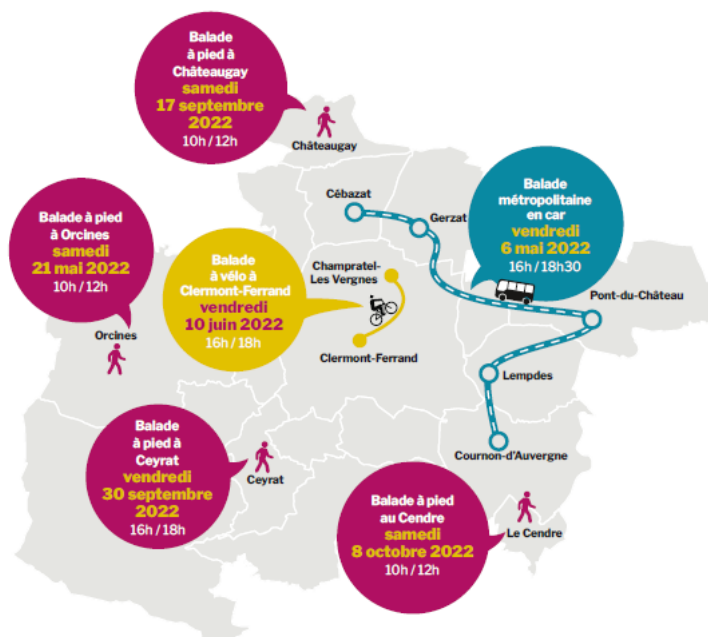 Balade
à pied à
Châteaugay
samedi
17 septembre
2022
10h / 12h
Châteaugay
Cébazat
Gerzat
Balade
métropolitaine
en car
vendredi
6 mai 2022
16h / 18h30
Balade à pied
à Orcines
samedi
21 mai 2022
10h / 12h
Orcines
Balade
à vélo à
Clermont-Ferrand
vendredi
10 juin 2022
16h / 18h
Champratel-
Les Vergnes
Clermont-Ferrand
Pont-du-Château
Lempdes
Cournon-d'Auvergne
Balade
à pied à
Ceyrat
vendredi
30 septembre
2022
16h / 18h
Ceyrat
Balade à pied
au Cendre
samedi
8 octobre 2022
10h / 12h
Le Cendre